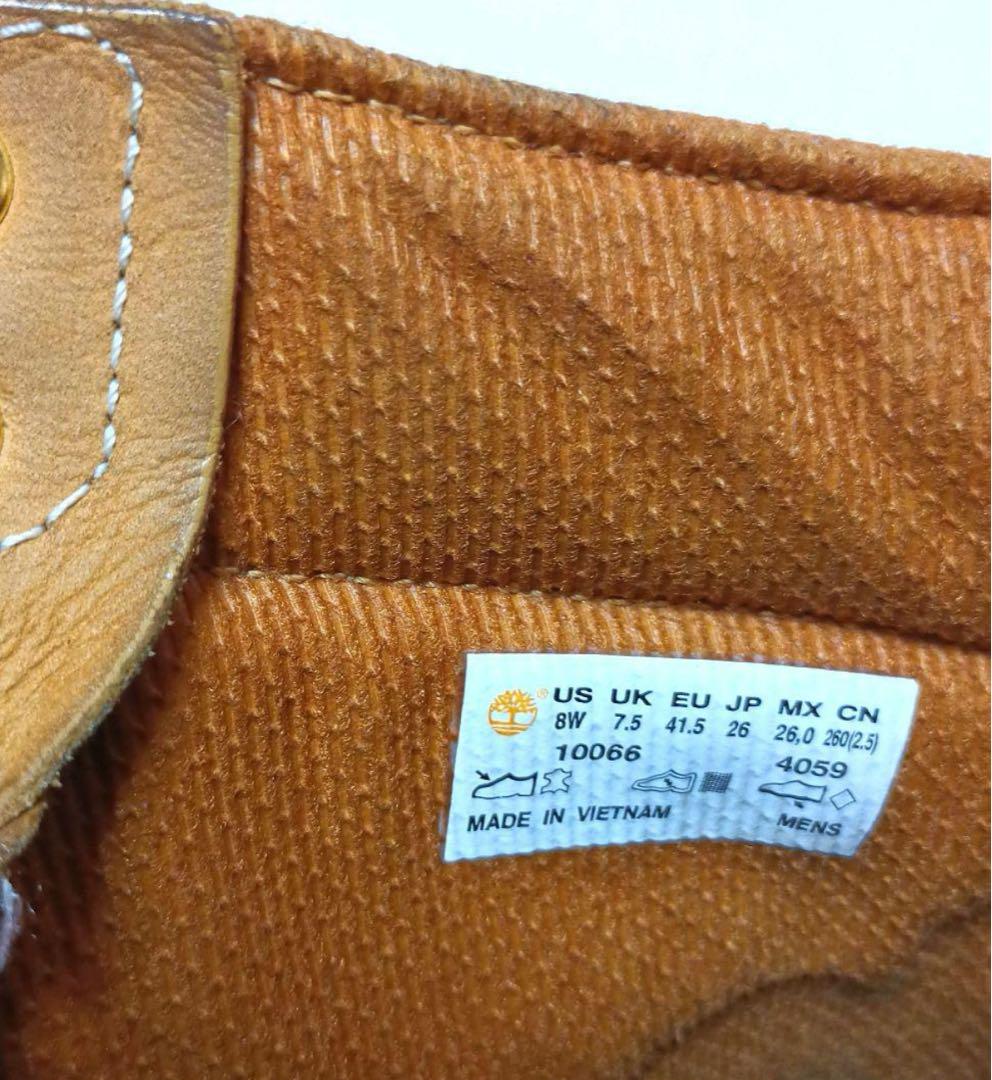 ® US UK EU JP MX CN
8W 7.5 41.5 26 26,0 260(2.5)
10066 4059
MADE IN VIETNAM MENS